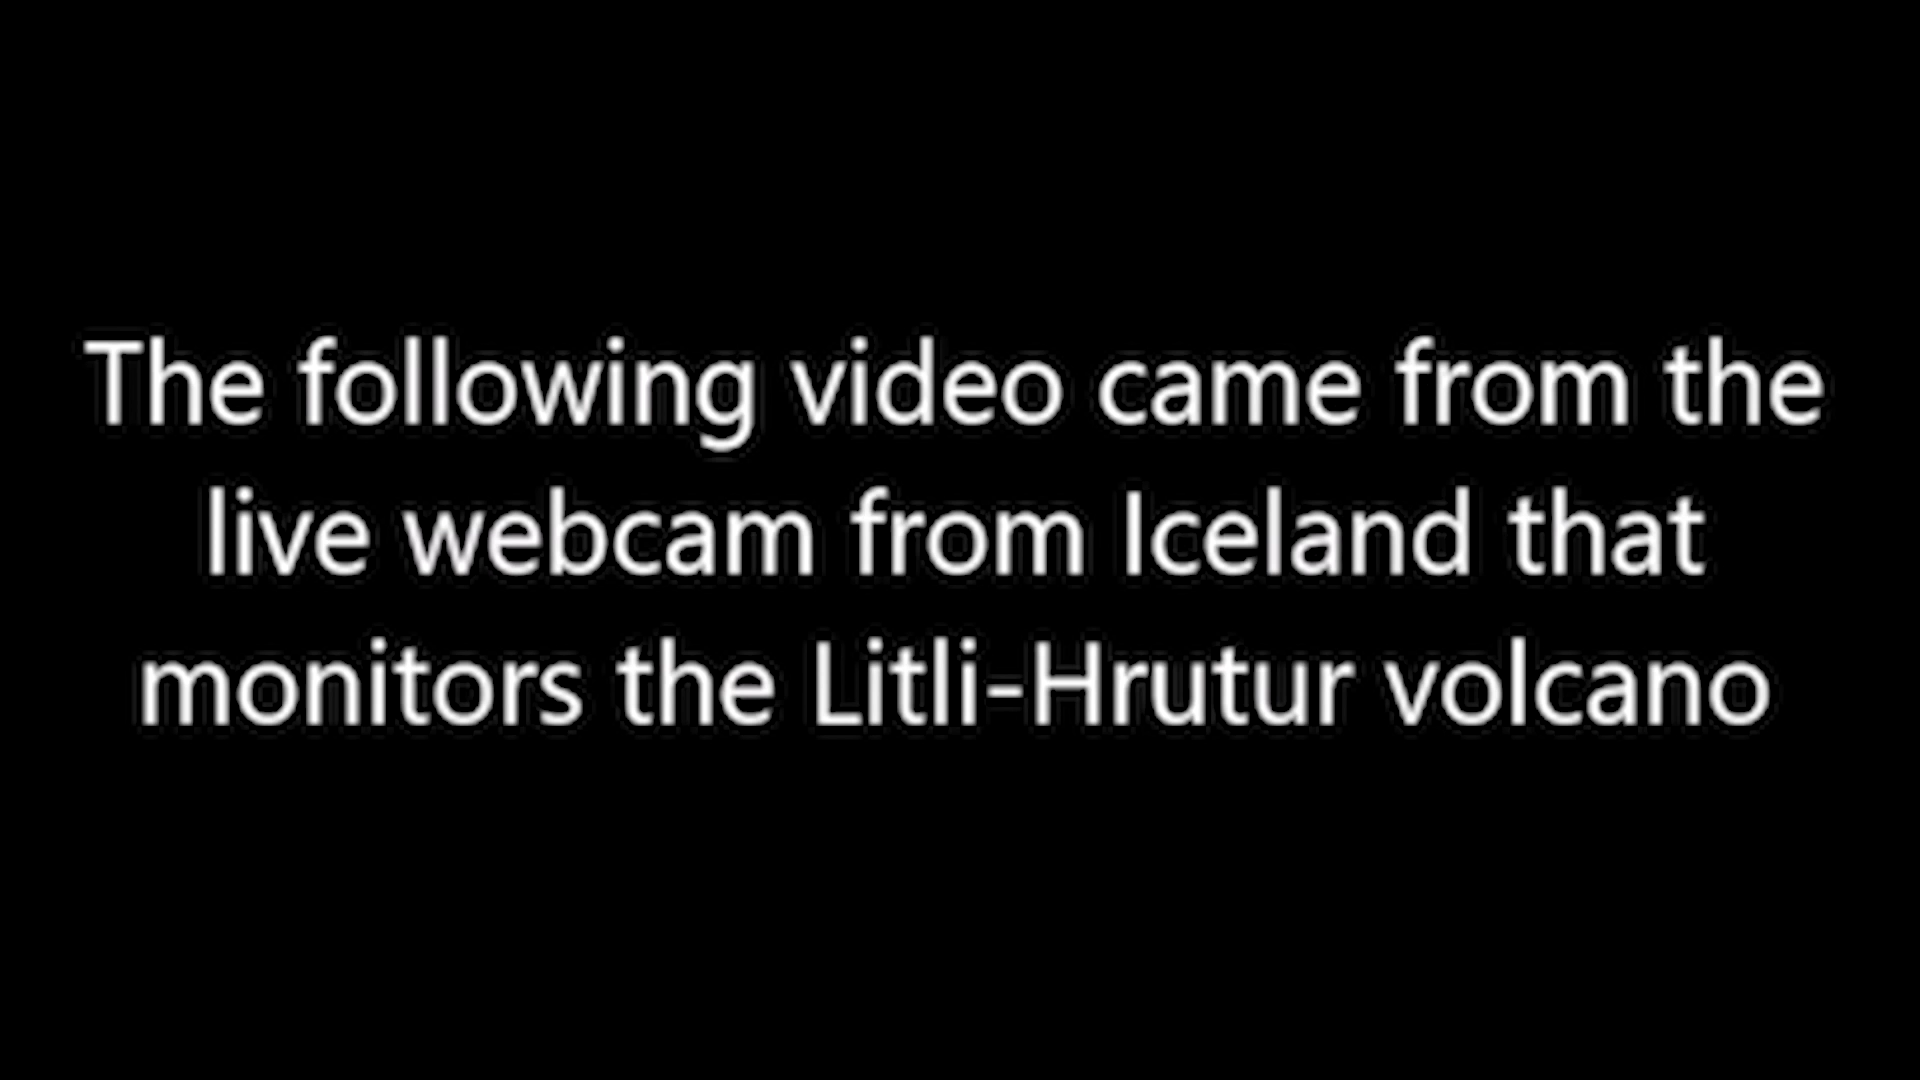 The following video came from the
live webcam from Iceland that
monitors the Litli-Hrutur volcano